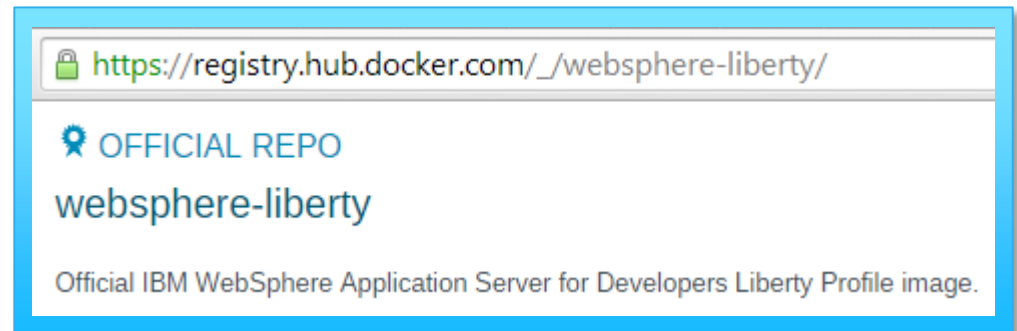 https://registry.hub.docker.com/_/websphere-liberty/
OFFICIAL REPO
websphere-liberty
Official IBM WebSphere Application Server for Developers Liberty Profile image.